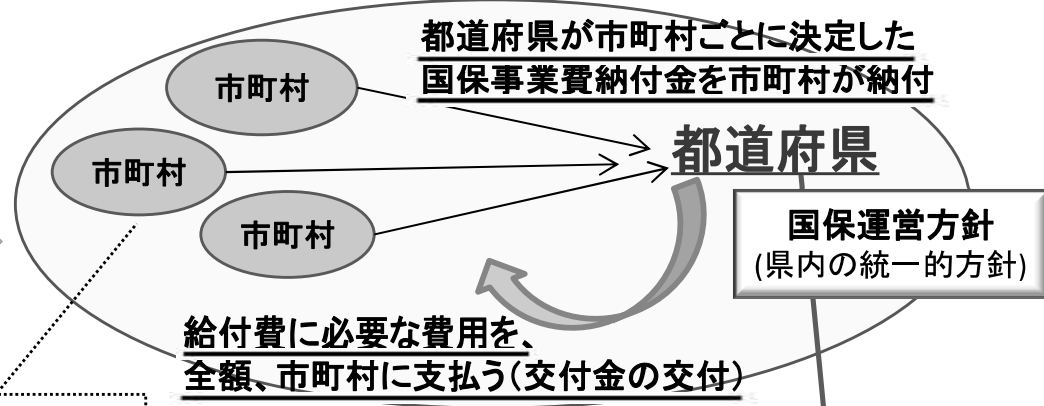 都道府県が市町村ごとに決定した
国保事業費納付金を市町村が納付
市町村
市町村
市町村
都道府県
国保運営方針
(県内の統一的方針)
給付費に必要な費用を、
全額、市町村に支払う(交付金の交付)